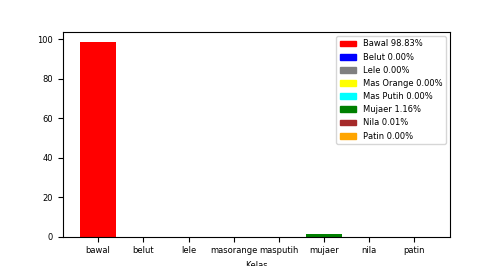 100
80
60
40
20
0
Bawal 98.83%
Belut 0.00%
Lele 0.00%
Mas Orange 0.00%
Mas Putih 0.00%
Mujaer 1.16%
Nila 0.01%
Patin 0.00%
bawal belut lele masorange masputih mujaer nila patin
Kelas